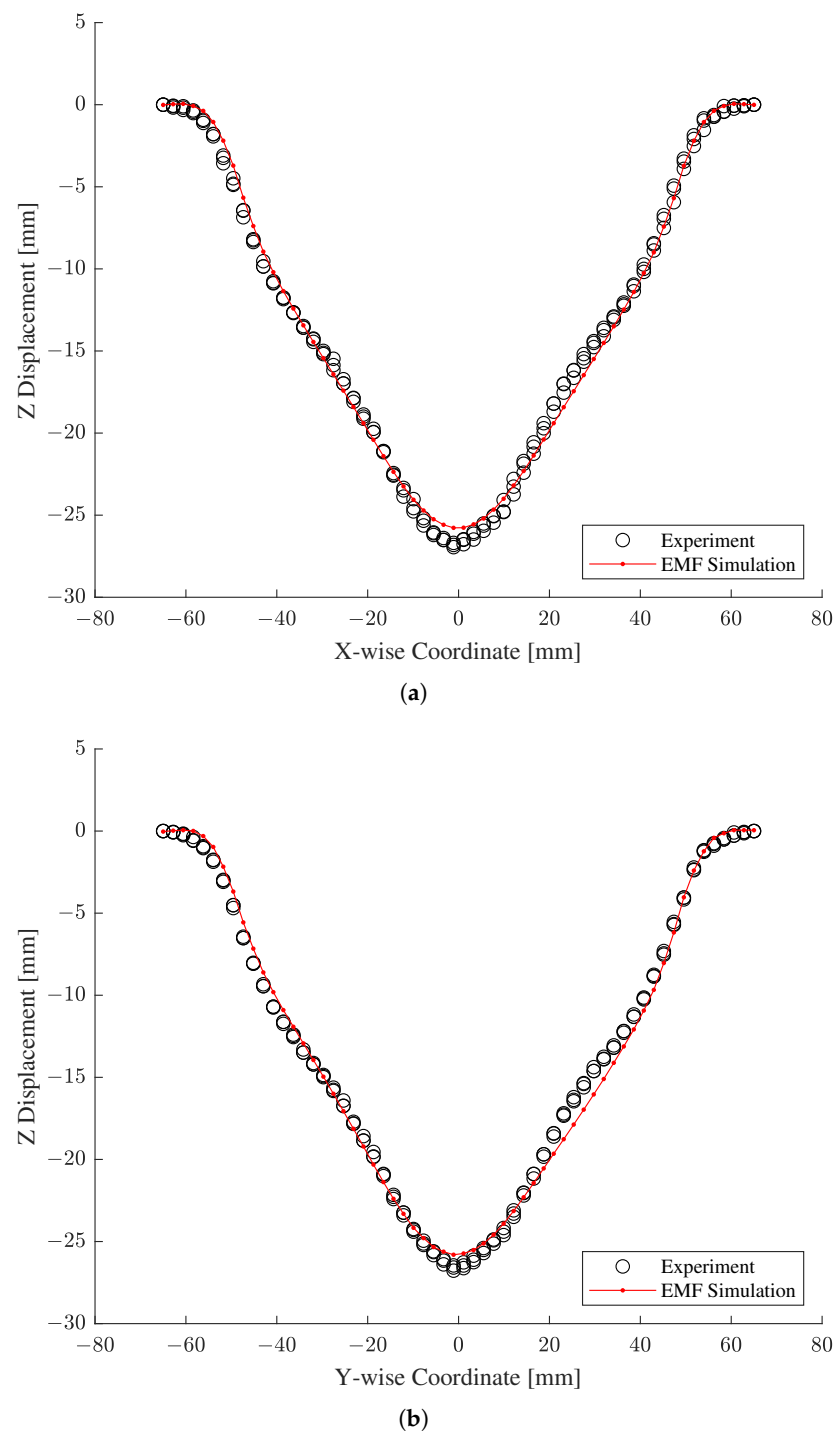 5
0
−5
−10
−15
−20
−25
−30
Z Displacement [mm]
Experiment
EMF Simulation
−80 −60 −40 −20 0 20 40 60 80
X-wise Coordinate [mm]
(a)
5
0
−5
−10
−15
−20
−25
−30
Z Displacement [mm]
Experiment
EMF Simulation
−80 −60 −40 −20 0 20 40 60 80
Y-wise Coordinate [mm]
(b)